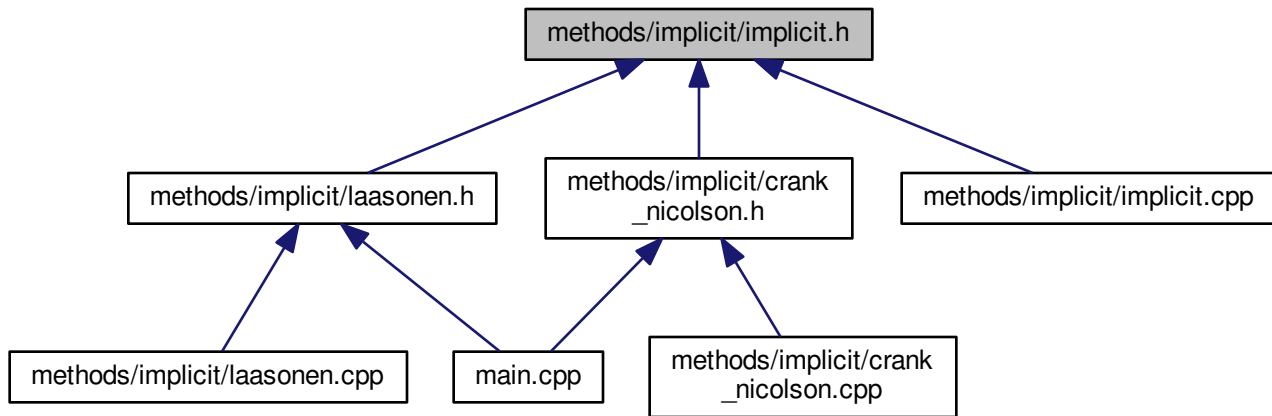 methods/implicit/implicit.h
methods/implicit/laasonen.h
methods/implicit/crank
_nicolson.h
methods/implicit/implicit.cpp
methods/implicit/laasonen.cpp
main.cpp
methods/implicit/crank
_nicolson.cpp